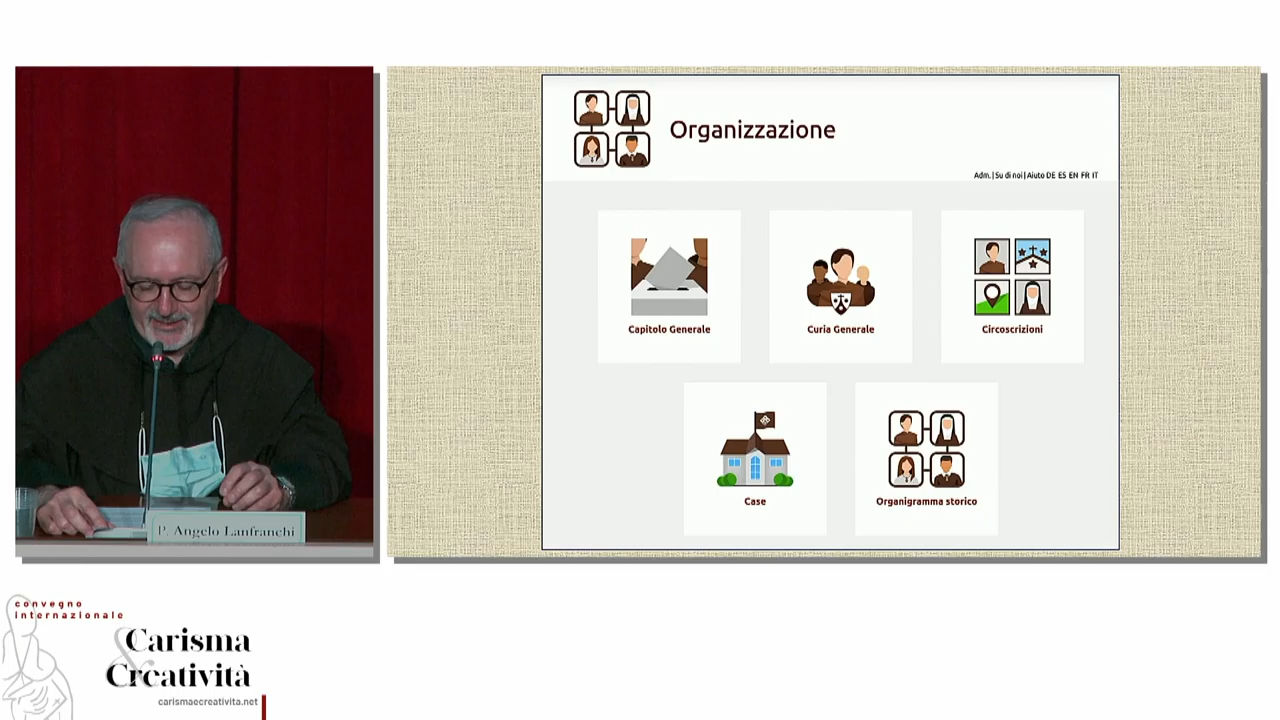 Organizzazione
Adm. | Su di noi | Aiuto DE ES EN FR IT
Capitolo Generale
Curia Generale
Circoscrizioni
Case
Organigramma storico
P. Angelo Lanfranchi
convegno
internazionale
Carisma
&
Creatività
carismaecreativita.net